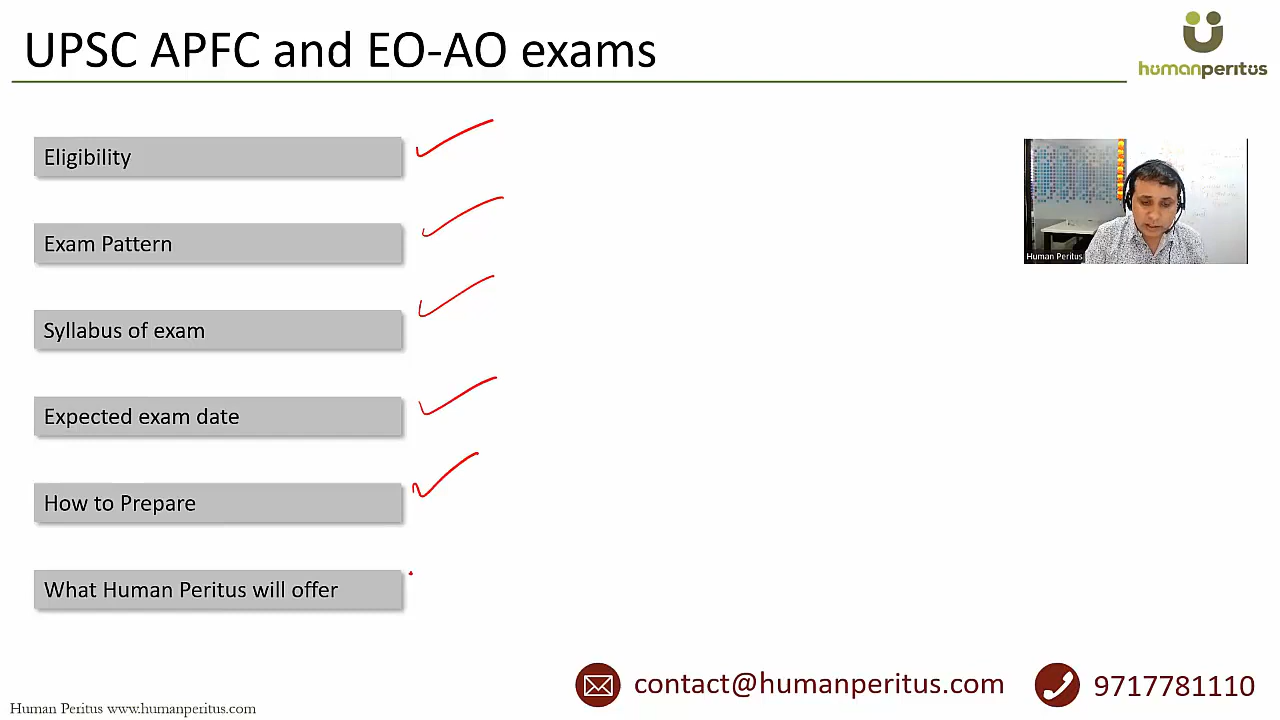 UPSC APFC and EO-AO exams
humanperitus
Eligibility
Exam Pattern
Human Peritus
Syllabus of exam
Expected exam date
How to Prepare
What Human Peritus will offer
contact@humanperitus.com
9717781110
Human Peritus www.humanperitus.com